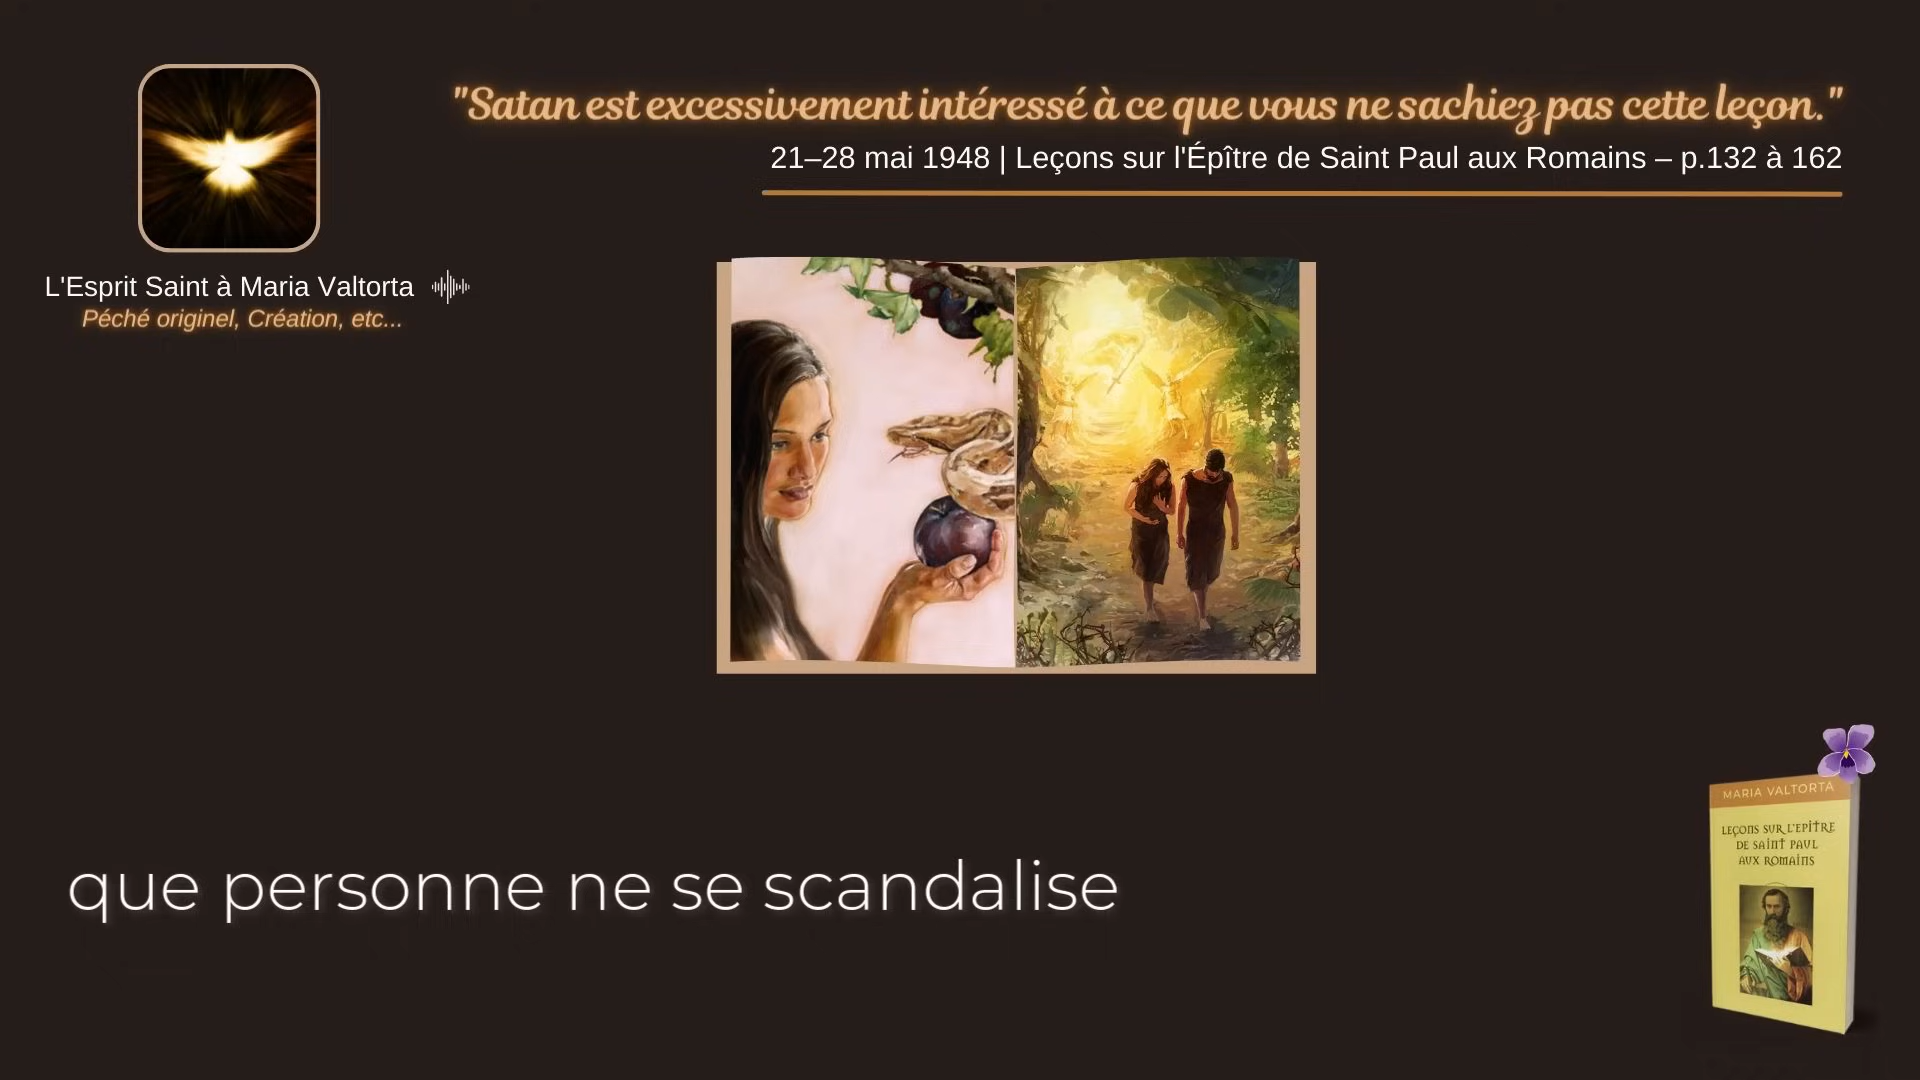 "Satan est excessivement intéressé à ce que vous ne sachiez pas cette leçon."
21–28 mai 1948 | Leçons sur l'Épître de Saint Paul aux Romains – p.132 à 162
L'Esprit Saint à Maria Valtorta
Péché originel, Création, etc...
que personne ne se scandalise
MARIA VALTORTA
LEÇONS SUR L'EPÎTRE
DE SAINT PAUL
AUX ROMAINS